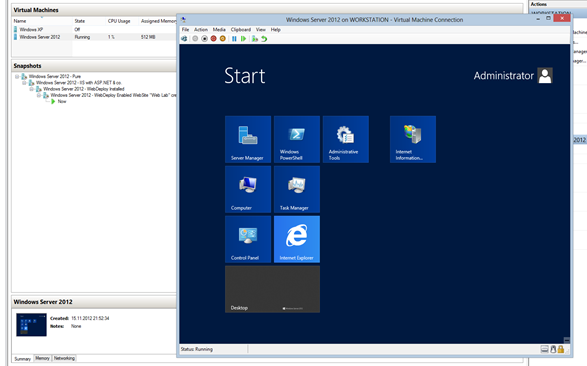 Virtual Machines
Name State CPU Usage Assigned Memor
Windows XP Off
Windows Server 2012 Running 1 % 512 MB
Snapshots
Windows Server 2012 - Pure
Windows Server 2012 - IIS with ASP.NET & co.
Windows Server 2012 - WebDeploy Installed
Windows Server 2012 - WebDeploy Enabled WebSite "Web Lab" cre
Now
Windows Server 2012
Created: 15.11.2012 21:52:34
Notes: None
Summary Memory Networking
Windows Server 2012 on WORKSTATION - Virtual Machine Connection
File Action Media Clipboard View Help
Start
Administrator
Server Manager
Windows PowerShell
Administrative Tools
Internet Information...
Computer
Task Manager
Control Panel
Internet Explorer
Desktop
Status: Running
Actions
WORKSTATION
Machine
ager...
2012